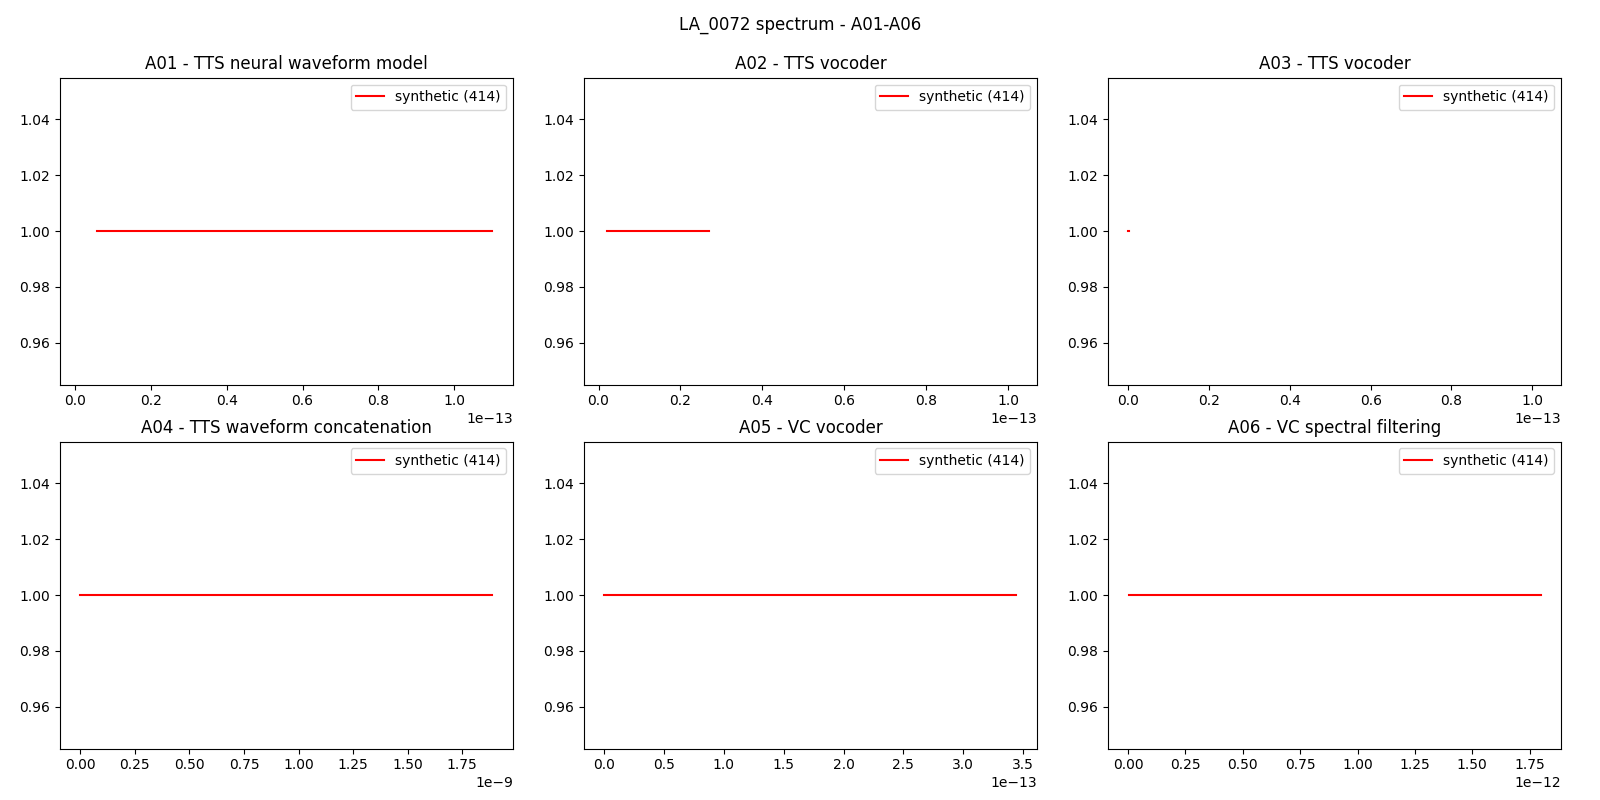 LA_0072 spectrum - A01-A06
A01 - TTS neural waveform model
synthetic (414)
1.04
1.02
1.00
0.98
0.96
0.0 0.2 0.4 0.6 0.8 1.0
1e−13
A02 - TTS vocoder
synthetic (414)
1.04
1.02
1.00
0.98
0.96
0.0 0.2 0.4 0.6 0.8 1.0
1e−13
A03 - TTS vocoder
synthetic (414)
1.04
1.02
1.00
0.98
0.96
0.0 0.2 0.4 0.6 0.8 1.0
1e−13
A04 - TTS waveform concatenation
synthetic (414)
1.04
1.02
1.00
0.98
0.96
0.00 0.25 0.50 0.75 1.00 1.25 1.50 1.75
1e−9
A05 - VC vocoder
synthetic (414)
1.04
1.02
1.00
0.98
0.96
0.0 0.5 1.0 1.5 2.0 2.5 3.0 3.5
1e−13
A06 - VC spectral filtering
synthetic (414)
1.04
1.02
1.00
0.98
0.96
0.00 0.25 0.50 0.75 1.00 1.25 1.50 1.75
1e−12